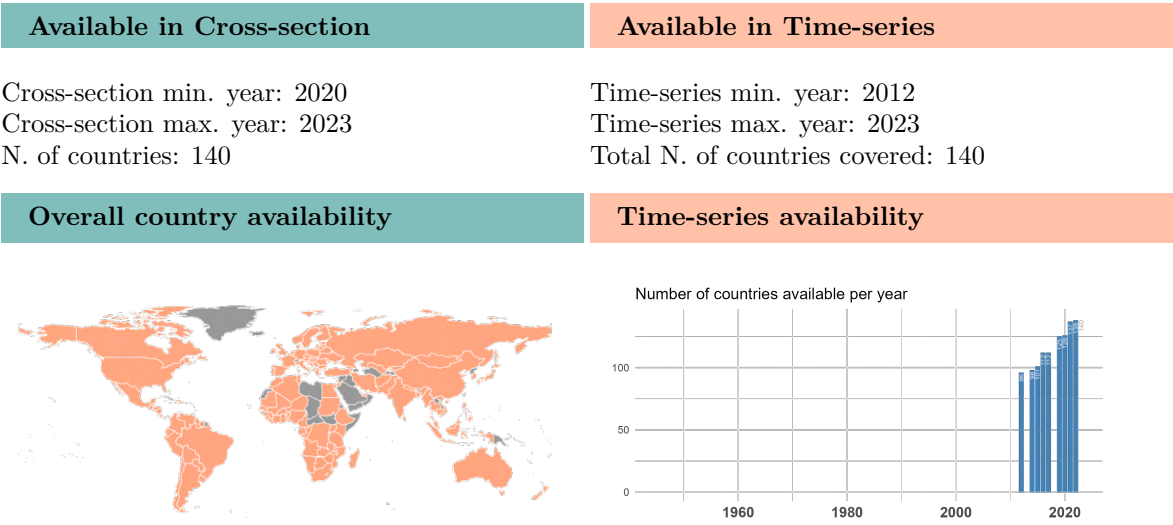 Available in Cross-section
Available in Time-series
Cross-section min. year: 2020
Cross-section max. year: 2023
N. of countries: 140
Time-series min. year: 2012
Time-series max. year: 2023
Total N. of countries covered: 140
Overall country availability
Time-series availability
Number of countries available per year
100
50
0
1960
1980
2000
2020